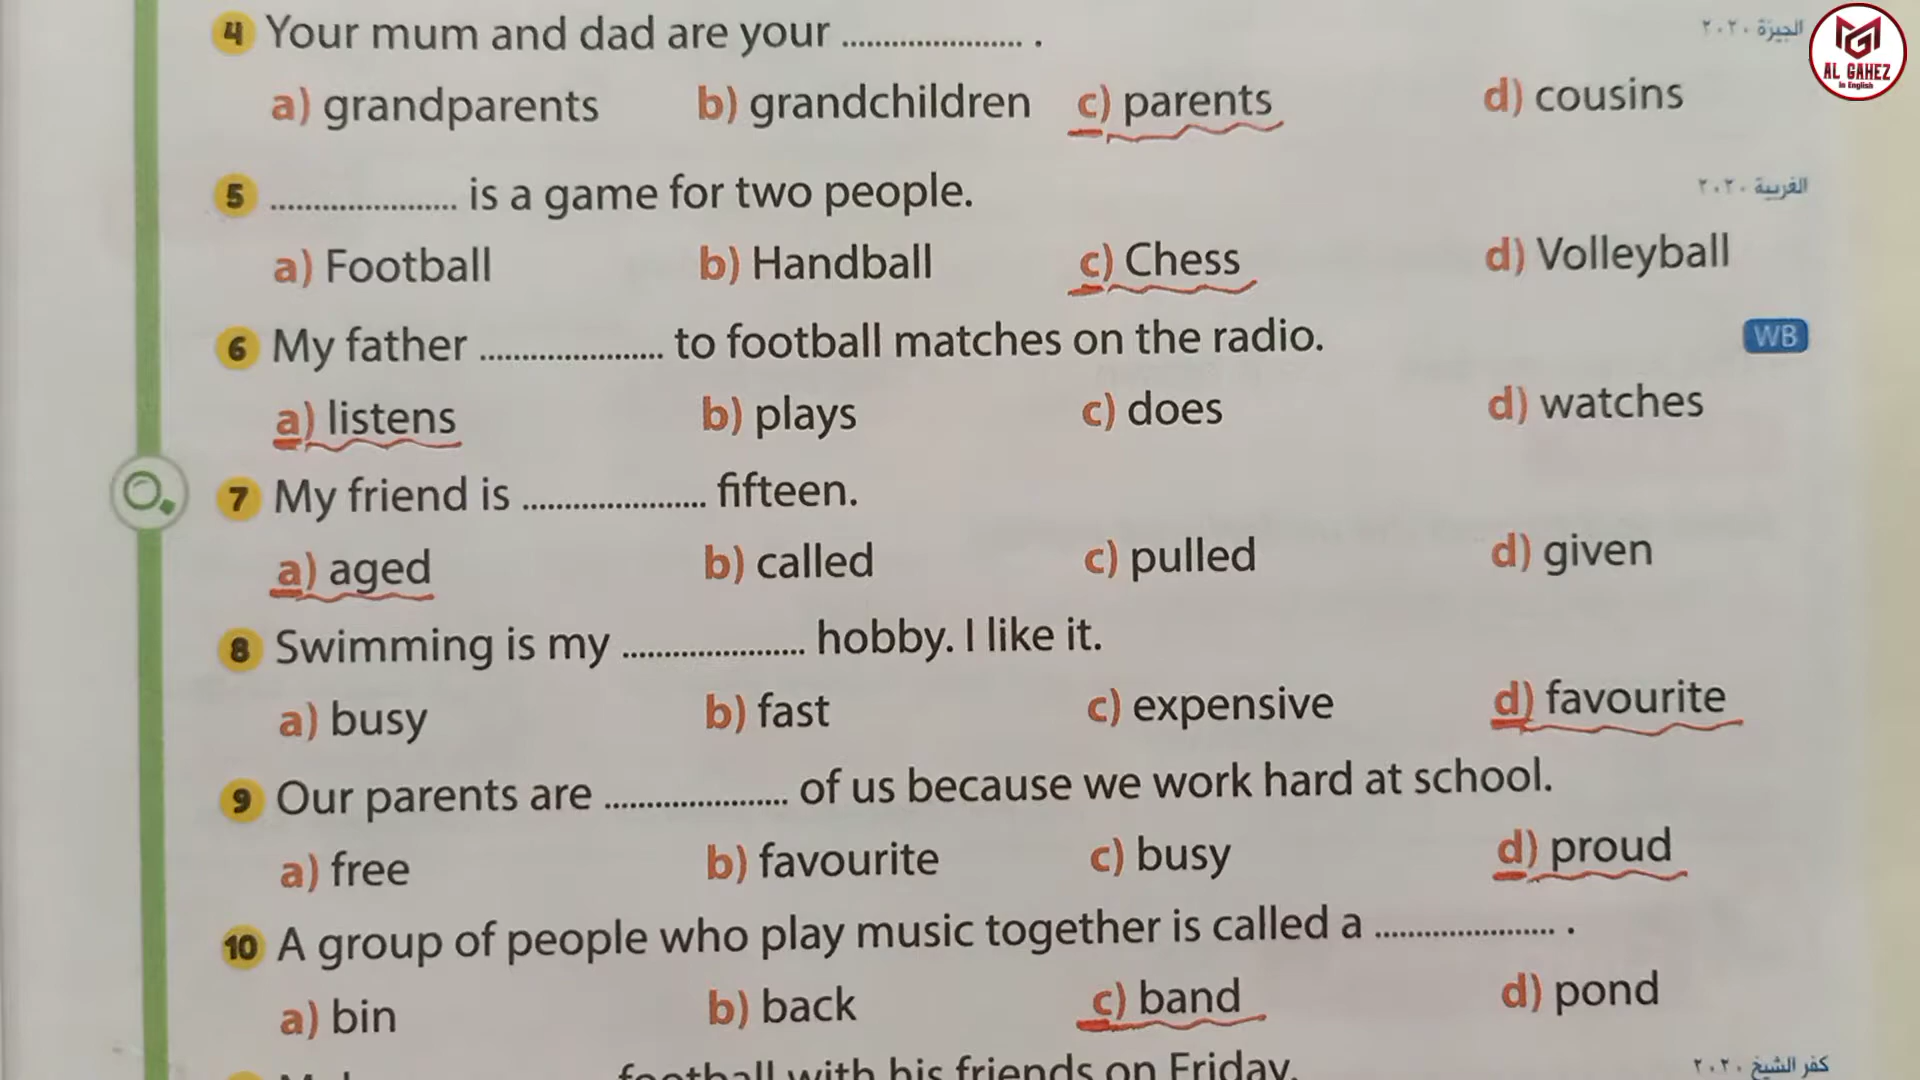 4 Your mum and dad are your ..................... . الجيزة ٢٠٢٠
AL GAHEZ
in English
a) grandparents b) grandchildren c) parents d) cousins
5 ..................... is a game for two people. الغربية ٢٠٢٠
a) Football b) Handball c) Chess d) Volleyball
6 My father ..................... to football matches on the radio. WB
a) listens b) plays c) does d) watches
7 My friend is ..................... fifteen.
a) aged b) called c) pulled d) given
8 Swimming is my ..................... hobby. I like it.
a) busy b) fast c) expensive d) favourite
9 Our parents are ..................... of us because we work hard at school.
a) free b) favourite c) busy d) proud
10 A group of people who play music together is called a ..................... .
a) bin b) back c) band d) pond
football with his friends on Friday. كفر الشيخ ٢٠٢٠